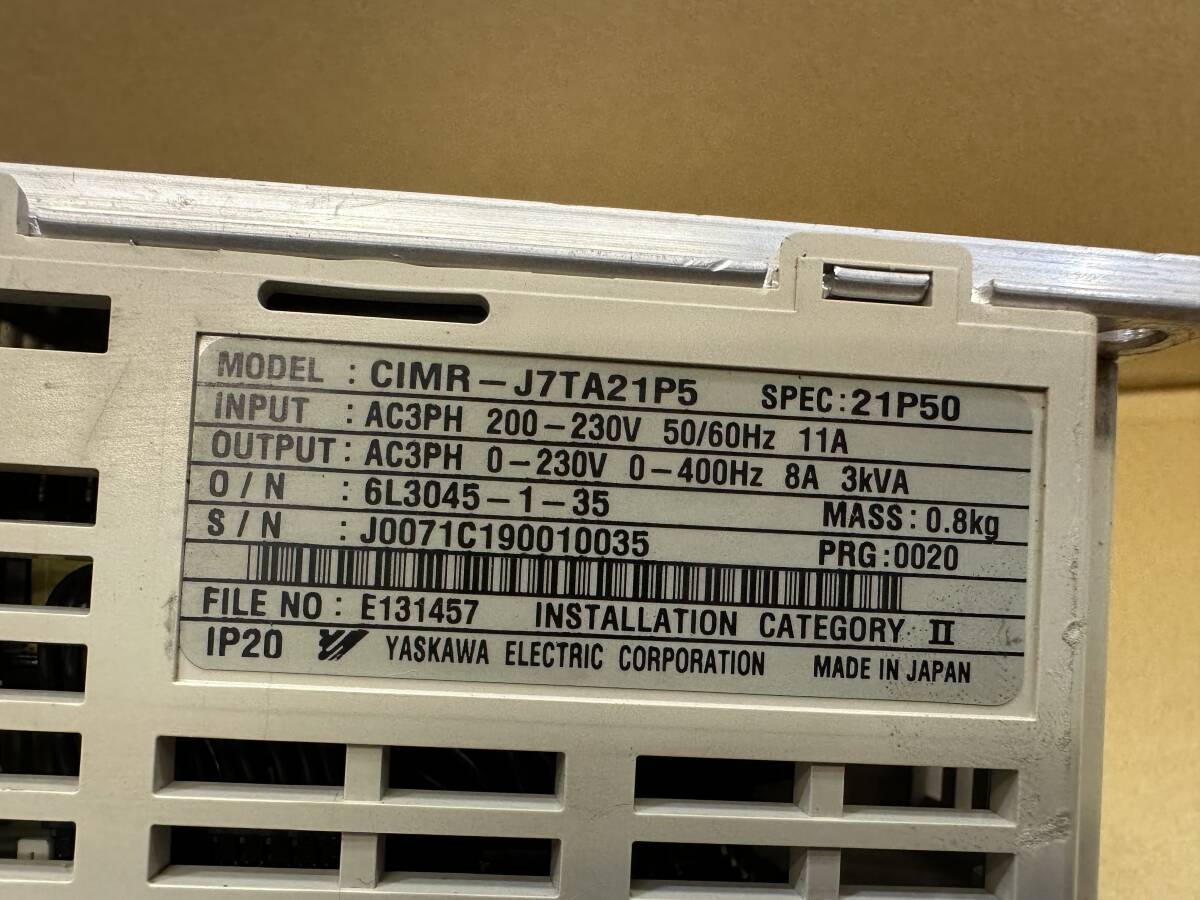 MODEL : CIMR-J7TA21P5 SPEC:21P50
INPUT : AC3PH 200-230V 50/60Hz 11A
OUTPUT : AC3PH 0-230V 0-400Hz 8A 3kVA
O/N : 6L3045-1-35 MASS : 0.8kg
S/N : J0071C190010035 PRG:0020
FILE NO : E131457 INSTALLATION CATEGORY II
IP20 YASKAWA ELECTRIC CORPORATION MADE IN JAPAN